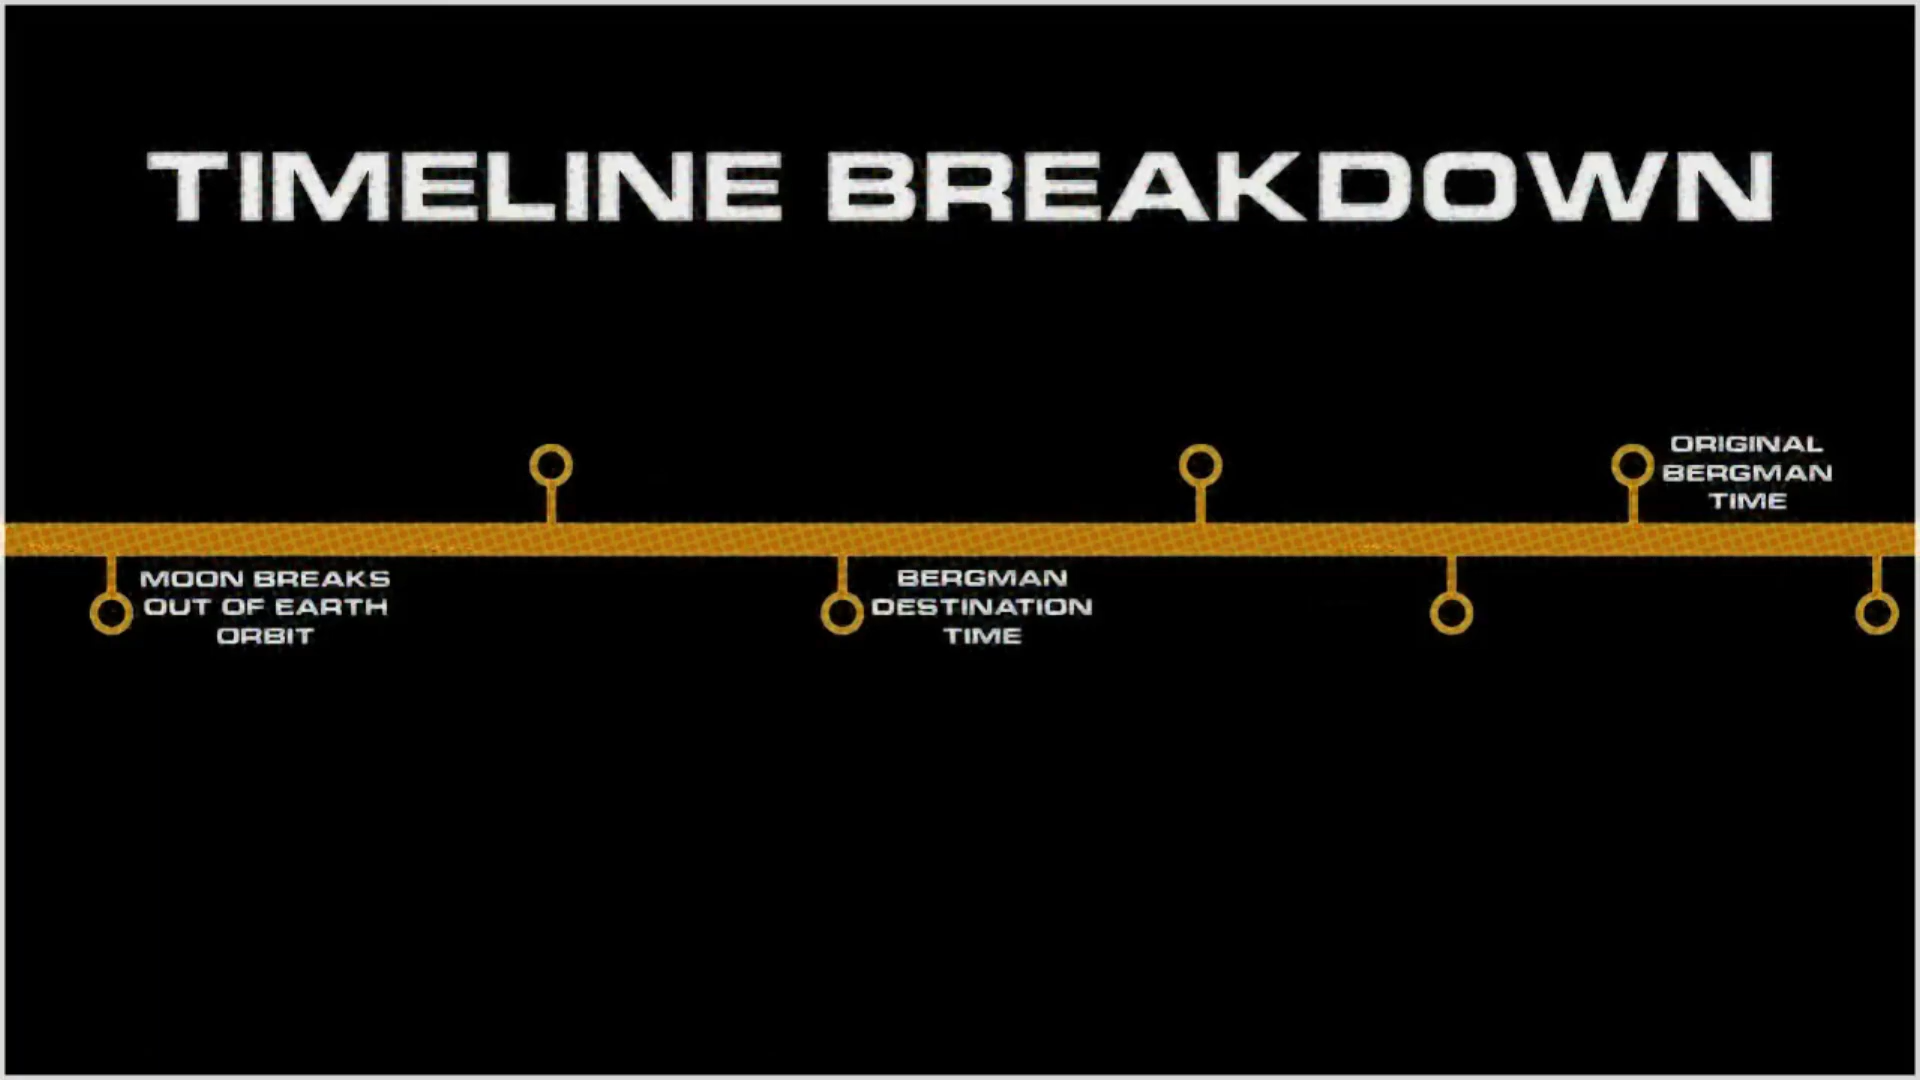 TIMELINE BREAKDOWN
ORIGINAL
BERGMAN
TIME
MOON BREAKS
OUT OF EARTH
ORBIT
BERGMAN
DESTINATION
TIME